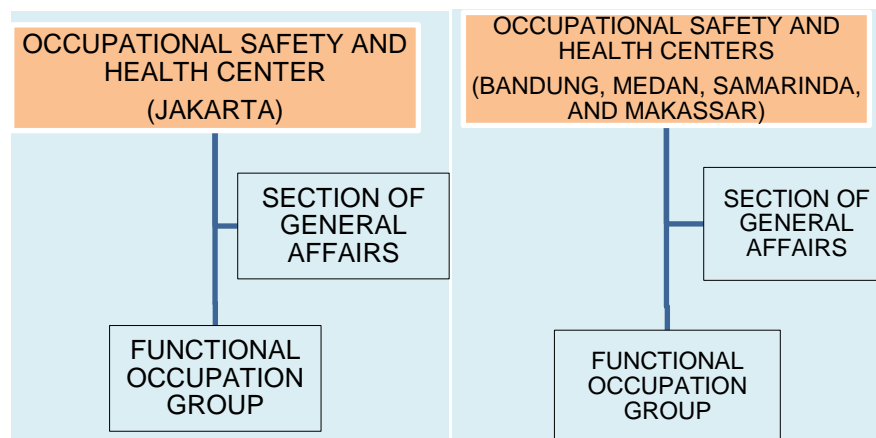 OCCUPATIONAL SAFETY AND
HEALTH CENTER
(JAKARTA)
SECTION OF
GENERAL
AFFAIRS
FUNCTIONAL
OCCUPATION
GROUP
OCCUPATIONAL SAFETY AND
HEALTH CENTERS
(BANDUNG, MEDAN, SAMARINDA,
AND MAKASSAR)
SECTION OF
GENERAL
AFFAIRS
FUNCTIONAL
OCCUPATION
GROUP